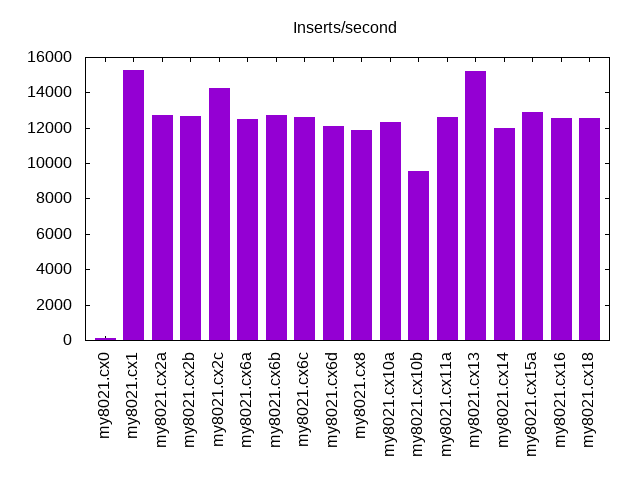 Inserts/second
16000
14000
12000
10000
8000
6000
4000
2000
0
my8021.cx0
my8021.cx1
my8021.cx2a
my8021.cx2b
my8021.cx2c
my8021.cx6a
my8021.cx6b
my8021.cx6c
my8021.cx6d
my8021.cx8
my8021.cx10a
my8021.cx10b
my8021.cx11a
my8021.cx13
my8021.cx14
my8021.cx15a
my8021.cx16
my8021.cx18